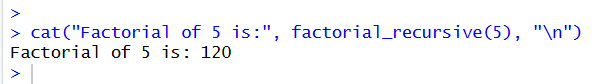 >
> cat("Factorial of 5 is:", factorial_recursive(5), "\n")
Factorial of 5 is: 120
>